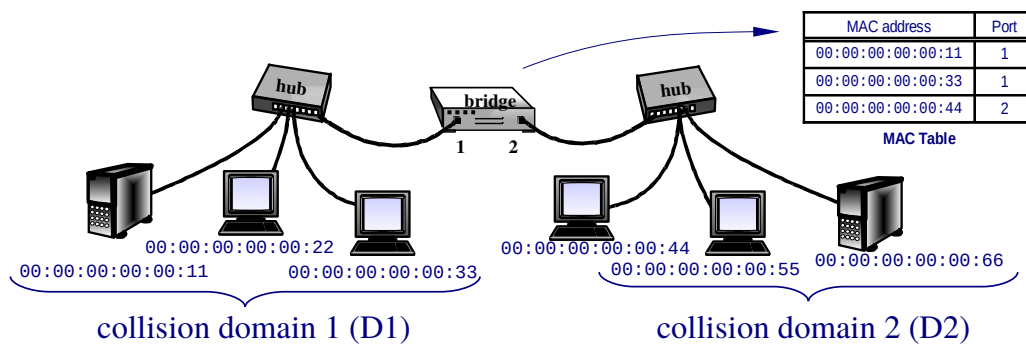 MAC address Port
00:00:00:00:00:11 1
00:00:00:00:00:33 1
00:00:00:00:00:44 2
MAC Table
hub
bridge
hub
1 2
00:00:00:00:00:22
00:00:00:00:00:44
00:00:00:00:00:11
00:00:00:00:00:33
00:00:00:00:00:55
00:00:00:00:00:66
collision domain 1 (D1)
collision domain 2 (D2)